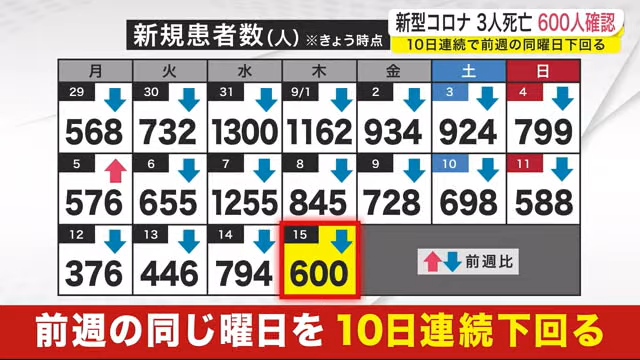 新型コロナ 3人死亡 600人確認
10日連続で前週の同曜日下回る
新規患者数(人) ※きょう時点
月 火 水 木 金 土 日
29 30 31 9/1 2 3 4
568 732 1300 1162 934 924 799
5 6 7 8 9 10 11
576 655 1255 845 728 698 588
12 13 14 15
376 446 794 600
前週比
前週の同じ曜日を 10日連続下回る